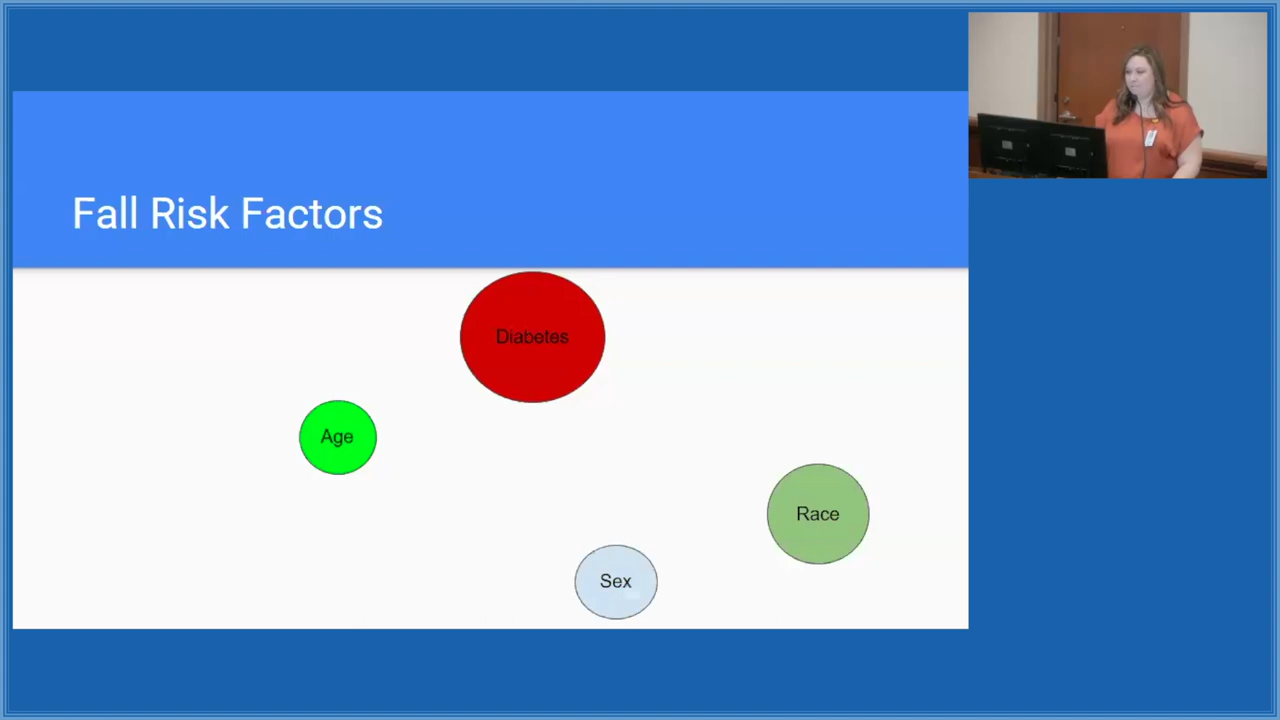 Fall Risk Factors
Diabetes
Age
Race
Sex